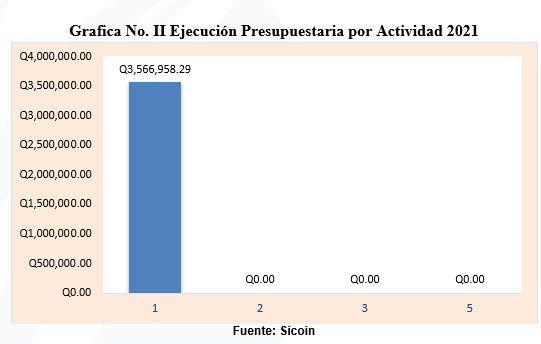 Grafica No. II Ejecución Presupuestaria por Actividad 2021
Q4,000,000.00
Q3,566,958.29
Q3,500,000.00
Q3,000,000.00
Q2,500,000.00
Q2,000,000.00
Q1,500,000.00
Q1,000,000.00
Q500,000.00
Q0.00 Q0.00 Q0.00
Q0.00
1 2 3 5
Fuente: Sicoin